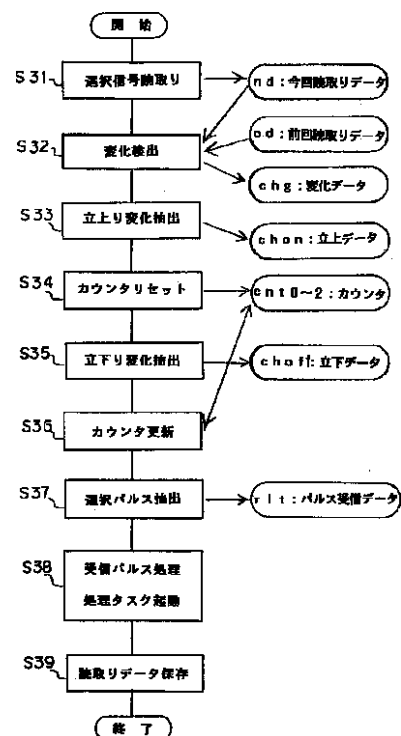 開始
S31
選択信号読取り
nd:今回読取りデータ
S32
変化検出
od:前回読取りデータ
chg:変化データ
S33
立上り変化抽出
chon:立上データ
S34
カウンタリセット
cnt0～2:カウンタ
S35
立下り変化抽出
choff:立下データ
S36
カウンタ更新
S37
選択パルス抽出
rlt:パルス受信データ
S38
受信パルス処理
処理タスク起動
S39
読取りデータ保存
終了